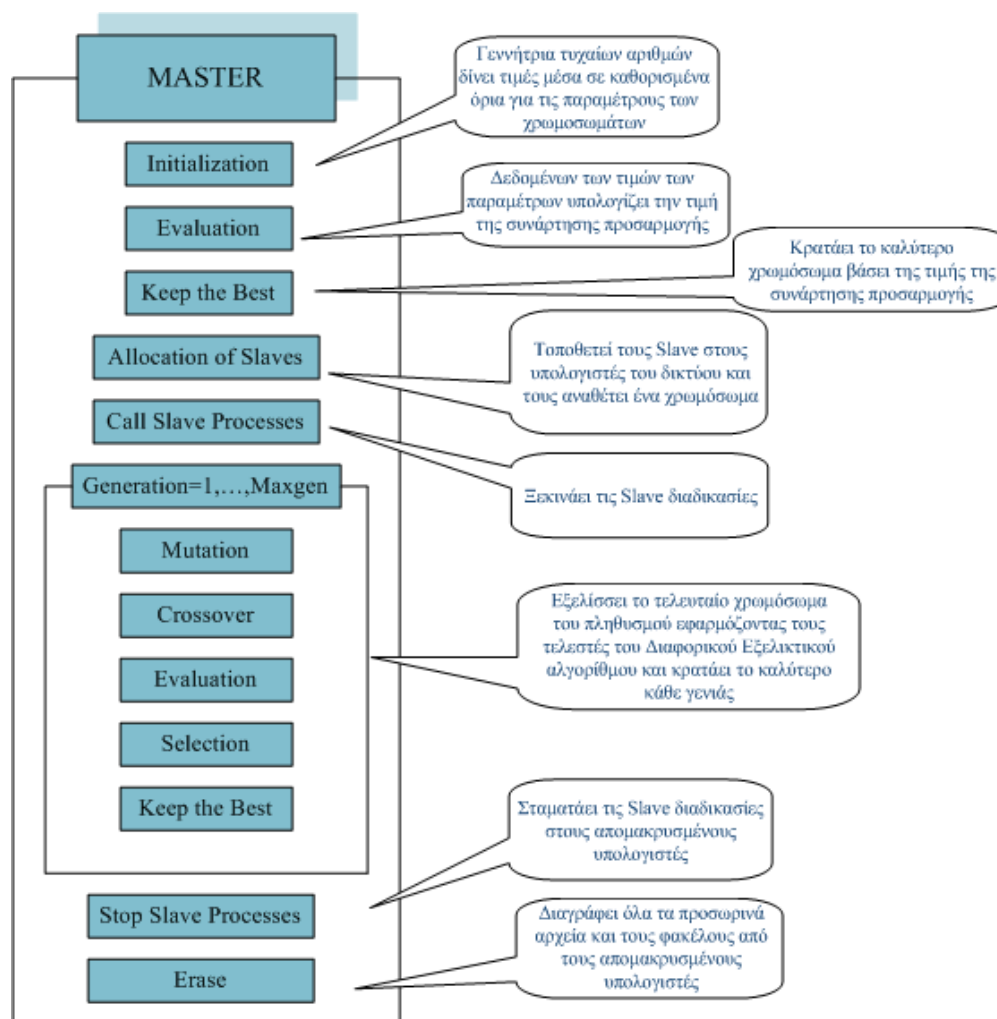 MASTER
Γεννήτρια τυχαίων αριθμών
δίνει τιμές μέσα σε καθορισμένα
όρια για τις παραμέτρους των
χρωμοσωμάτων
Initialization
Δεδομένων των τιμών των
παραμέτρων υπολογίζει την τιμή
της συνάρτησης προσαρμογής
Evaluation
Κρατάει το καλύτερο
χρωμόσωμα βάσει της τιμής της
συνάρτησης προσαρμογής
Keep the Best
Τοποθετεί τους Slave στους
υπολογιστές του δικτύου και
τους αναθέτει ένα χρωμόσωμα
Allocation of Slaves
Call Slave Processes
Ξεκινάει τις Slave διαδικασίες
Generation=1,…,Maxgen
Mutation
Crossover
Evaluation
Selection
Keep the Best
Εξελίσσει το τελευταίο χρωμόσωμα
του πληθυσμού εφαρμόζοντας τους
τελεστές του Διαφορικού Εξελικτικού
αλγορίθμου και κρατάει το καλύτερο
κάθε γενιάς
Σταματάει τις Slave διαδικασίες
στους απομακρυσμένους
υπολογιστές
Stop Slave Processes
Διαγράφει όλα τα προσωρινά
αρχεία και τους φακέλους από
τους απομακρυσμένους
υπολογιστές
Erase